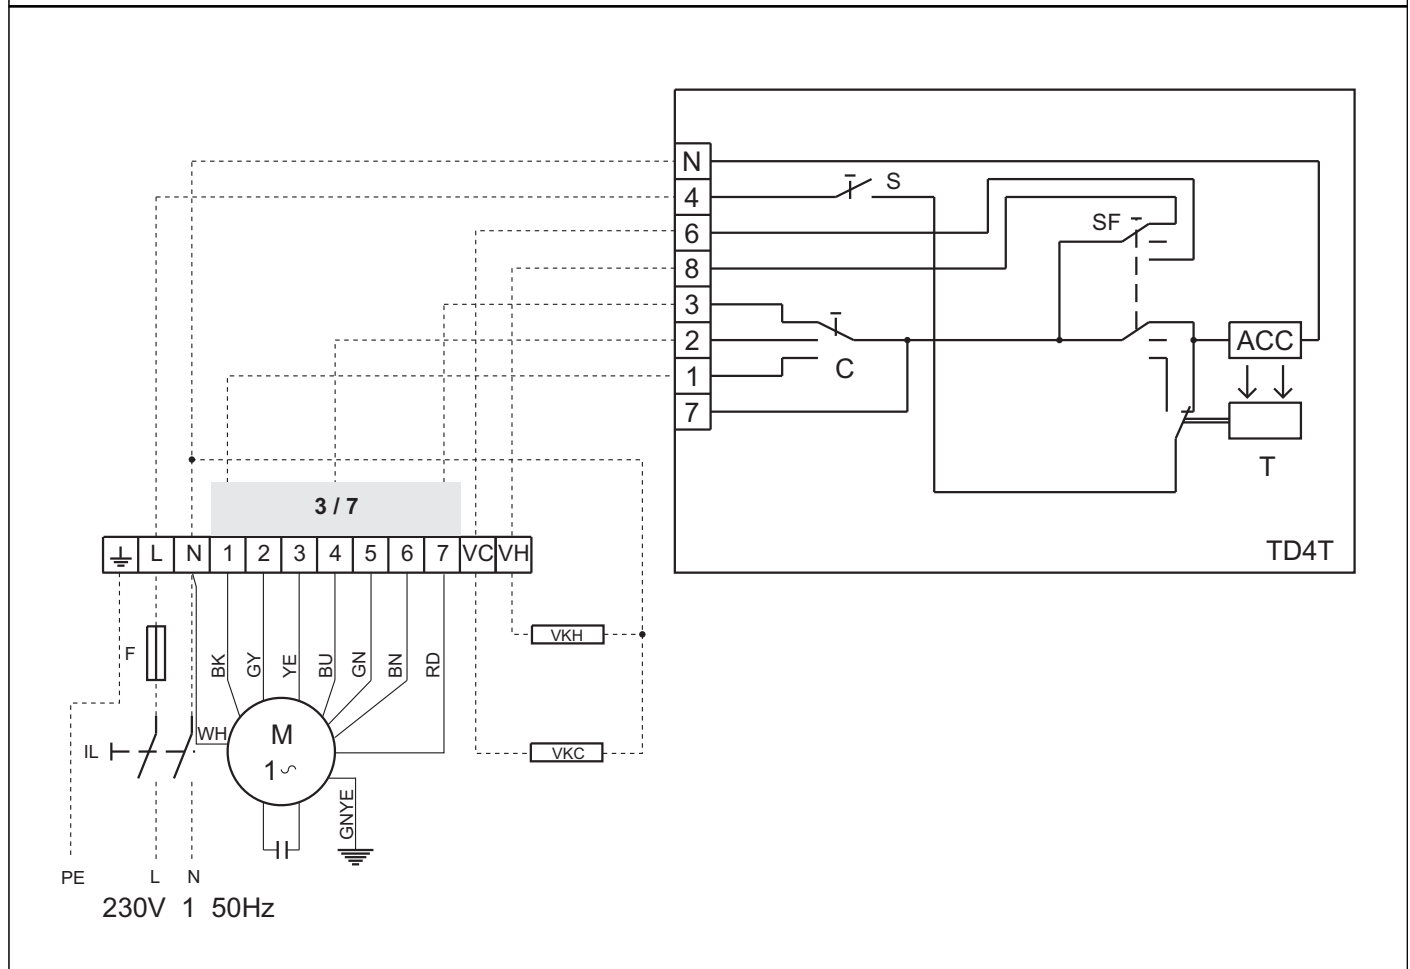 N
4
S
6
SF
8
3
2
ACC
1
C
7
T
3 / 7
L N 1 2 3 4 5 6 7 VC VH
TD4T
VKH
F
BK GY YE BU GN BN RD
WH
M
1~
IL
VKC
GNYE
PE L N
230V 1 50Hz